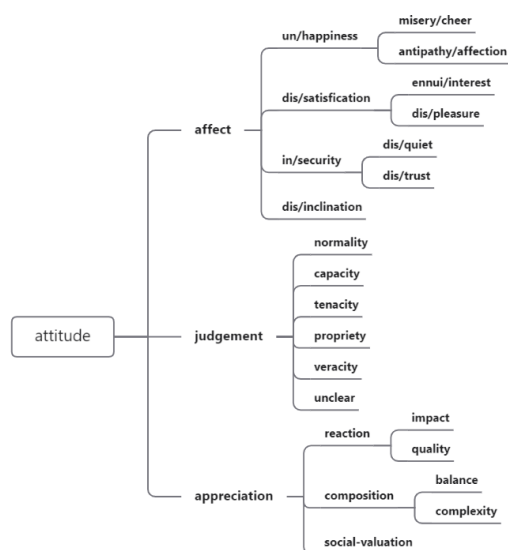 attitude
affect
un/happiness
misery/cheer
antipathy/affection
dis/satisfication
ennui/interest
dis/pleasure
in/security
dis/quiet
dis/trust
dis/inclination
judgement
normality
capacity
tenacity
propriety
veracity
unclear
appreciation
reaction
impact
quality
composition
balance
complexity
social-valuation